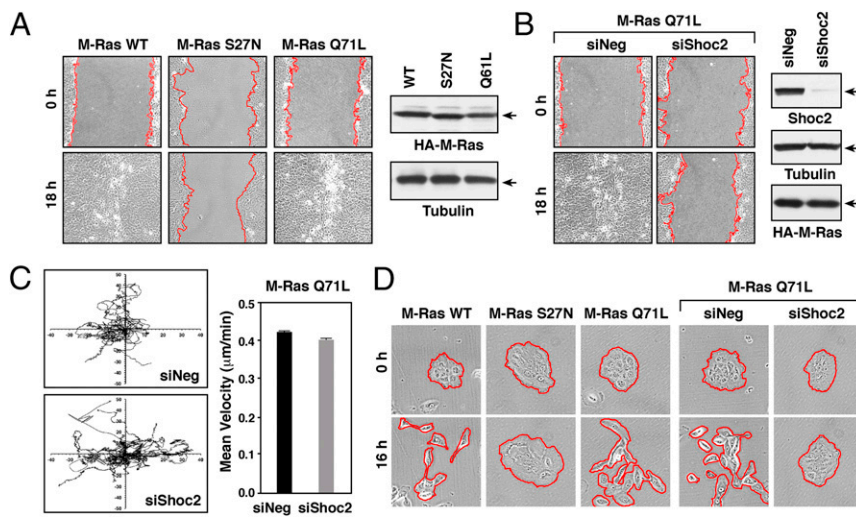 A
M-Ras WT M-Ras S27N M-Ras Q71L
0 h
18 h
WT S27N Q61L
HA-M-Ras
Tubulin
B
M-Ras Q71L
siNeg siShoc2
0 h
18 h
siNeg siShoc2
Shoc2
Tubulin
HA-M-Ras
C
siNeg
siShoc2
M-Ras Q71L
Mean Velocity (μm/min)
0.5
0.4
0.3
0.2
0.1
0.0
siNeg siShoc2
D
M-Ras Q71L
M-Ras WT M-Ras S27N M-Ras Q71L siNeg siShoc2
0 h
16 h